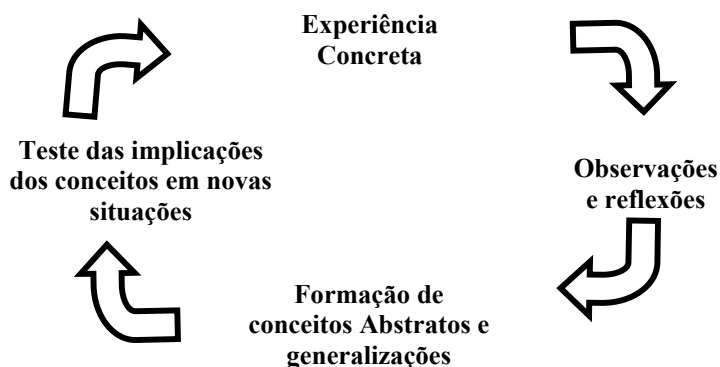 Experiência
Concreta
Observações
e reflexões
Formação de
conceitos Abstratos e
generalizações
Teste das implicações
dos conceitos em novas
situações